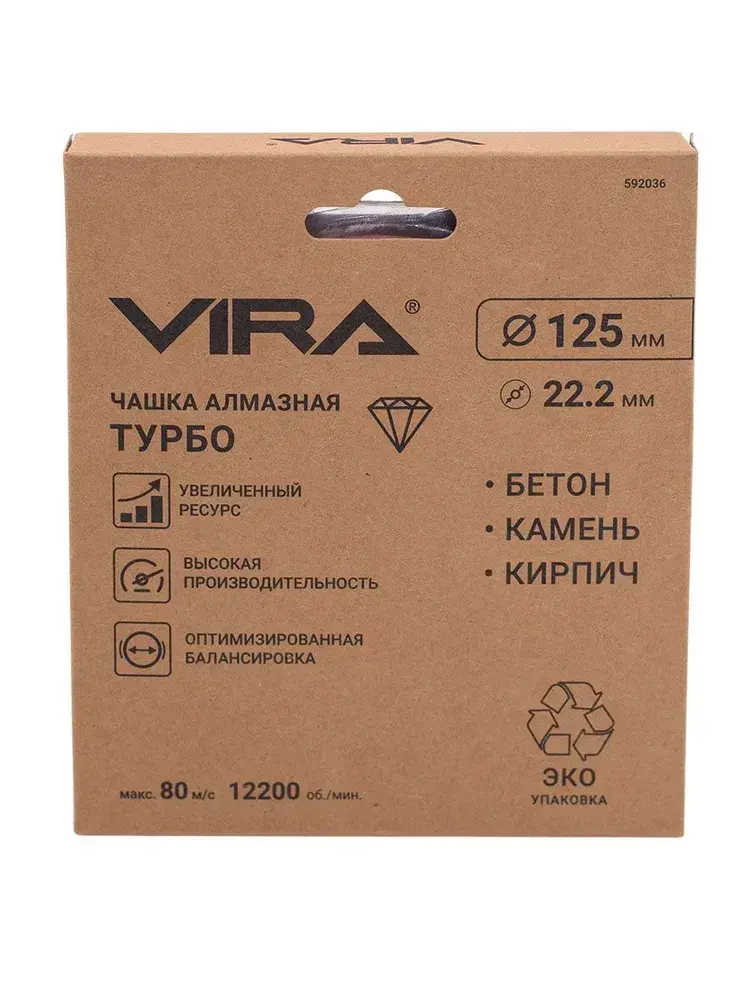 VIRA
592036
VIRA®
Ø 125 мм
22.2 мм
ЧАШКА АЛМАЗНАЯ
ТУРБО
УВЕЛИЧЕННЫЙ
РЕСУРС
ВЫСОКАЯ
ПРОИЗВОДИТЕЛЬНОСТЬ
ОПТИМИЗИРОВАННАЯ
БАЛАНСИРОВКА
• БЕТОН
• КАМЕНЬ
• КИРПИЧ
ЭКО
УПАКОВКА
макс. 80 м/с 12200 об./мин.